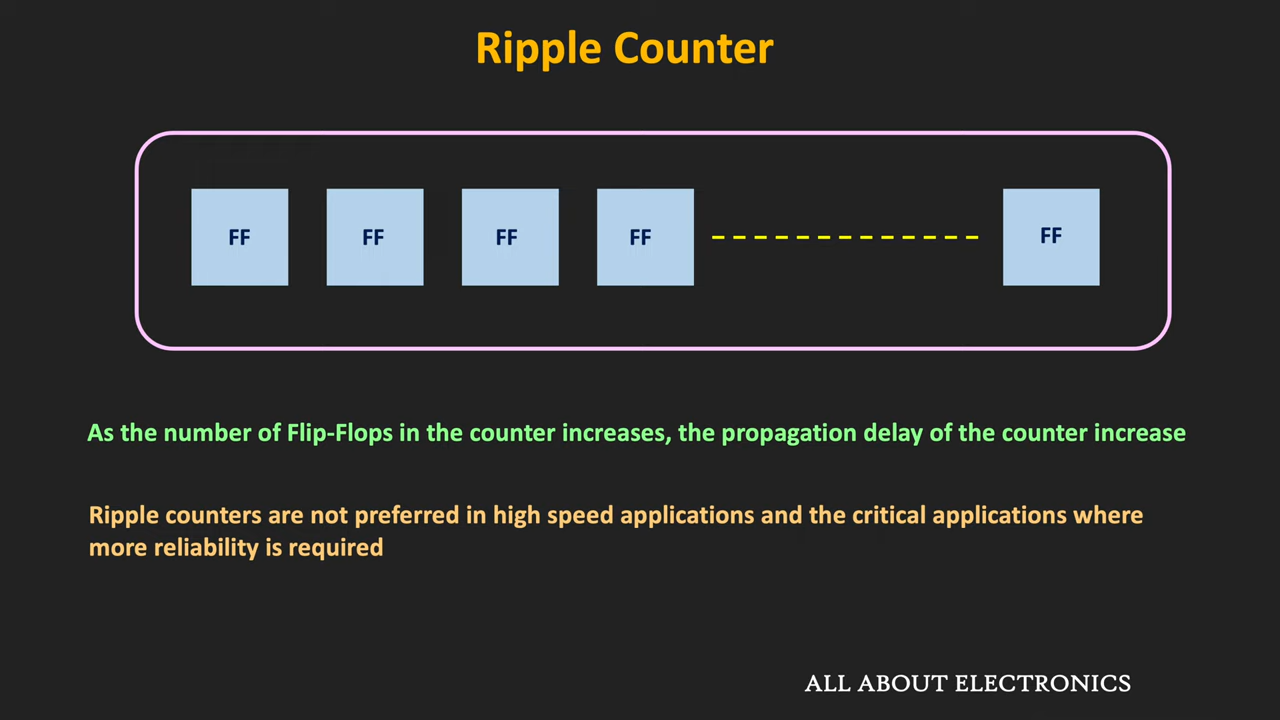 Ripple Counter
FF FF FF FF FF
As the number of Flip-Flops in the counter increases, the propagation delay of the counter increase
Ripple counters are not preferred in high speed applications and the critical applications where
more reliability is required
ALL ABOUT ELECTRONICS